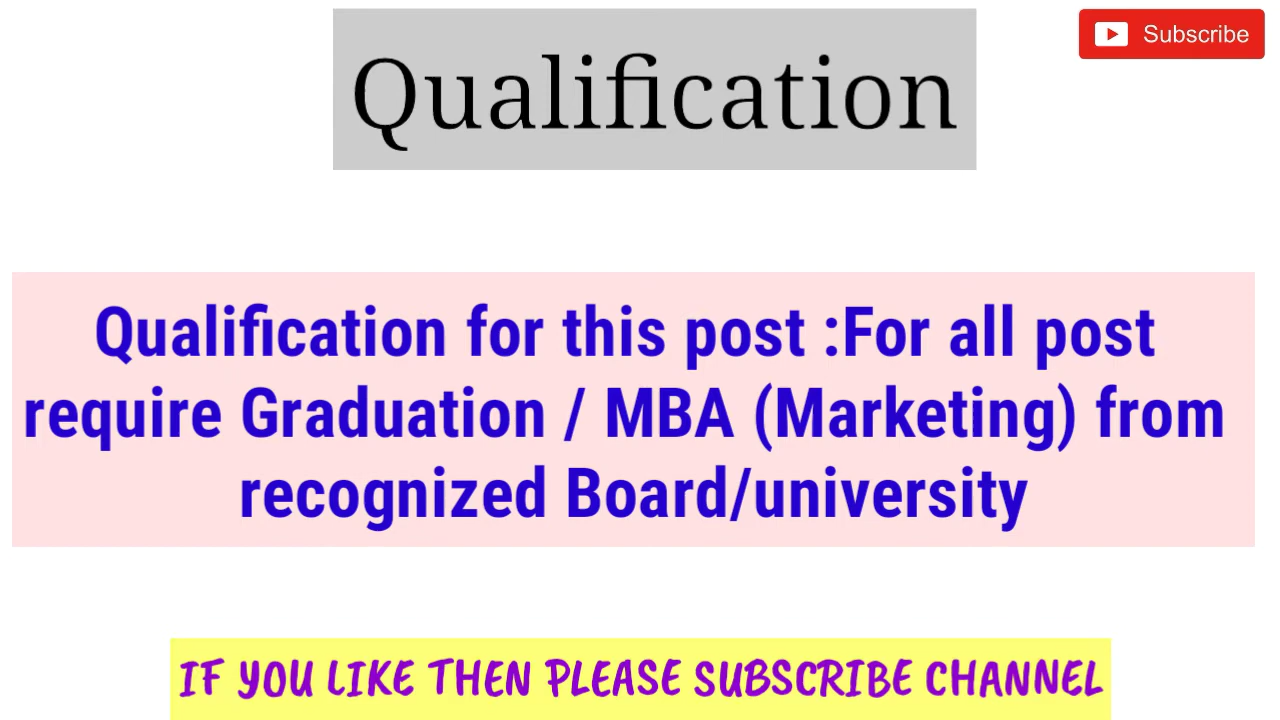 Subscribe
Qualification
Qualification for this post :For all post
require Graduation / MBA (Marketing) from
recognized Board/university
IF YOU LIKE THEN PLEASE SUBSCRIBE CHANNEL